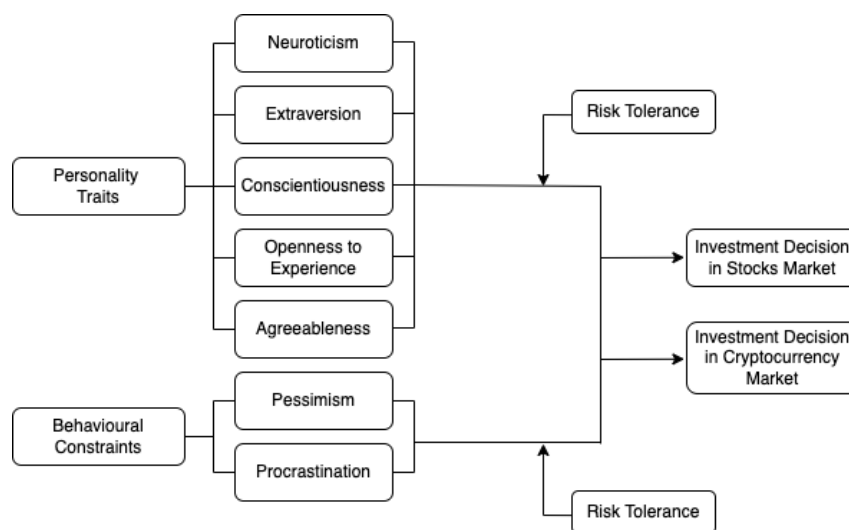 Neuroticism
Extraversion
Risk Tolerance
Personality
Traits
Conscientiousness
Openness to
Experience
Investment Decision
in Stocks Market
Agreeableness
Investment Decision
in Cryptocurrency
Market
Pessimism
Behavioural
Constraints
Procrastination
Risk Tolerance